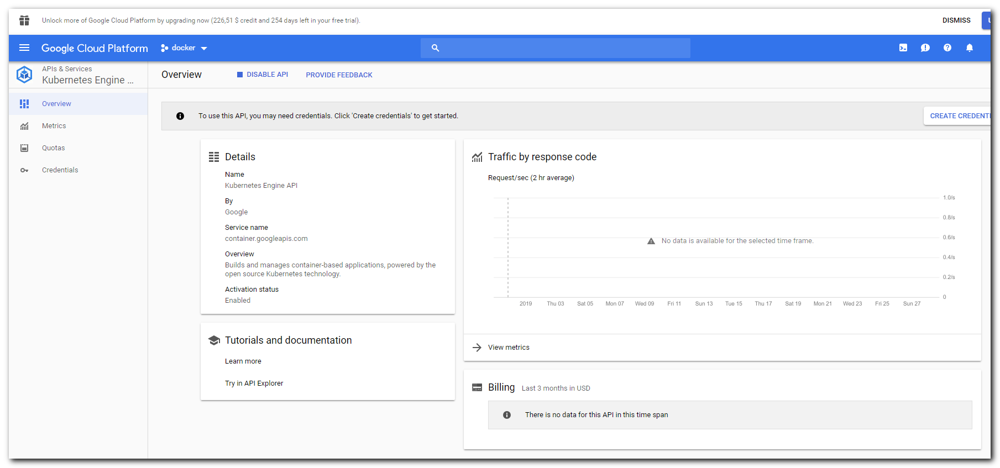 Unlock more of Google Cloud Platform by upgrading now (226,51 $ credit and 254 days left in your free trial).
DISMISS
U
Google Cloud Platform
docker
APIs & Services
Kubernetes Engine ...
Overview
DISABLE API
PROVIDE FEEDBACK
Overview
Metrics
Quotas
Credentials
To use this API, you may need credentials. Click 'Create credentials' to get started.
CREATE CREDENTI
Details
Name
Kubernetes Engine API
By
Google
Service name
container.googleapis.com
Overview
Builds and manages container-based applications, powered by the
open source Kubernetes technology.
Activation status
Enabled
Tutorials and documentation
Learn more
Try in API Explorer
Traffic by response code
Request/sec (2 hr average)
1.0/s
0.8/s
0.6/s
0.4/s
0.2/s
0
No data is available for the selected time frame.
2019 Thu 03 Sat 05 Mon 07 Wed 09 Fri 11 Sun 13 Tue 15 Thu 17 Sat 19 Mon 21 Wed 23 Fri 25 Sun 27
View metrics
Billing Last 3 months in USD
There is no data for this API in this time span